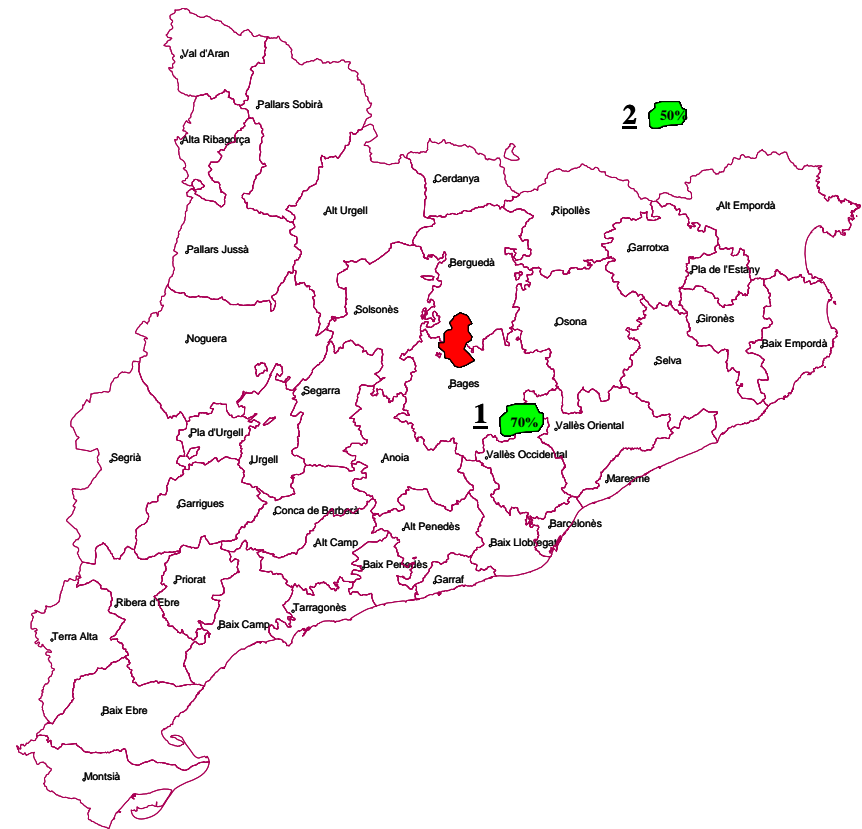 Val d'Aran
Pallars Sobirà
2 50%
Alta Ribagorça
Cerdanya
Alt Urgell
Ripollès
Alt Empordà
Pallars Jussà
Garrotxa
Berguedà
Pla de l'Estany
Solsonès
Osona
Gironès
Noguera
Baix Empordà
Selva
Bages
Segarra
1 70%
Vallès Oriental
Pla d'Urgell
Segrià
Urgell
Anoia
Vallès Occidental
Maresme
Garrigues
Conca de Berberà
Alt Penedès
Barcelonès
Alt Camp
Baix Llobregat
Baix Penedès
Priorat
Garraf
Ribera d'Ebre
Tarragonès
Baix Camp
Terra Alta
Baix Ebre
Montsià